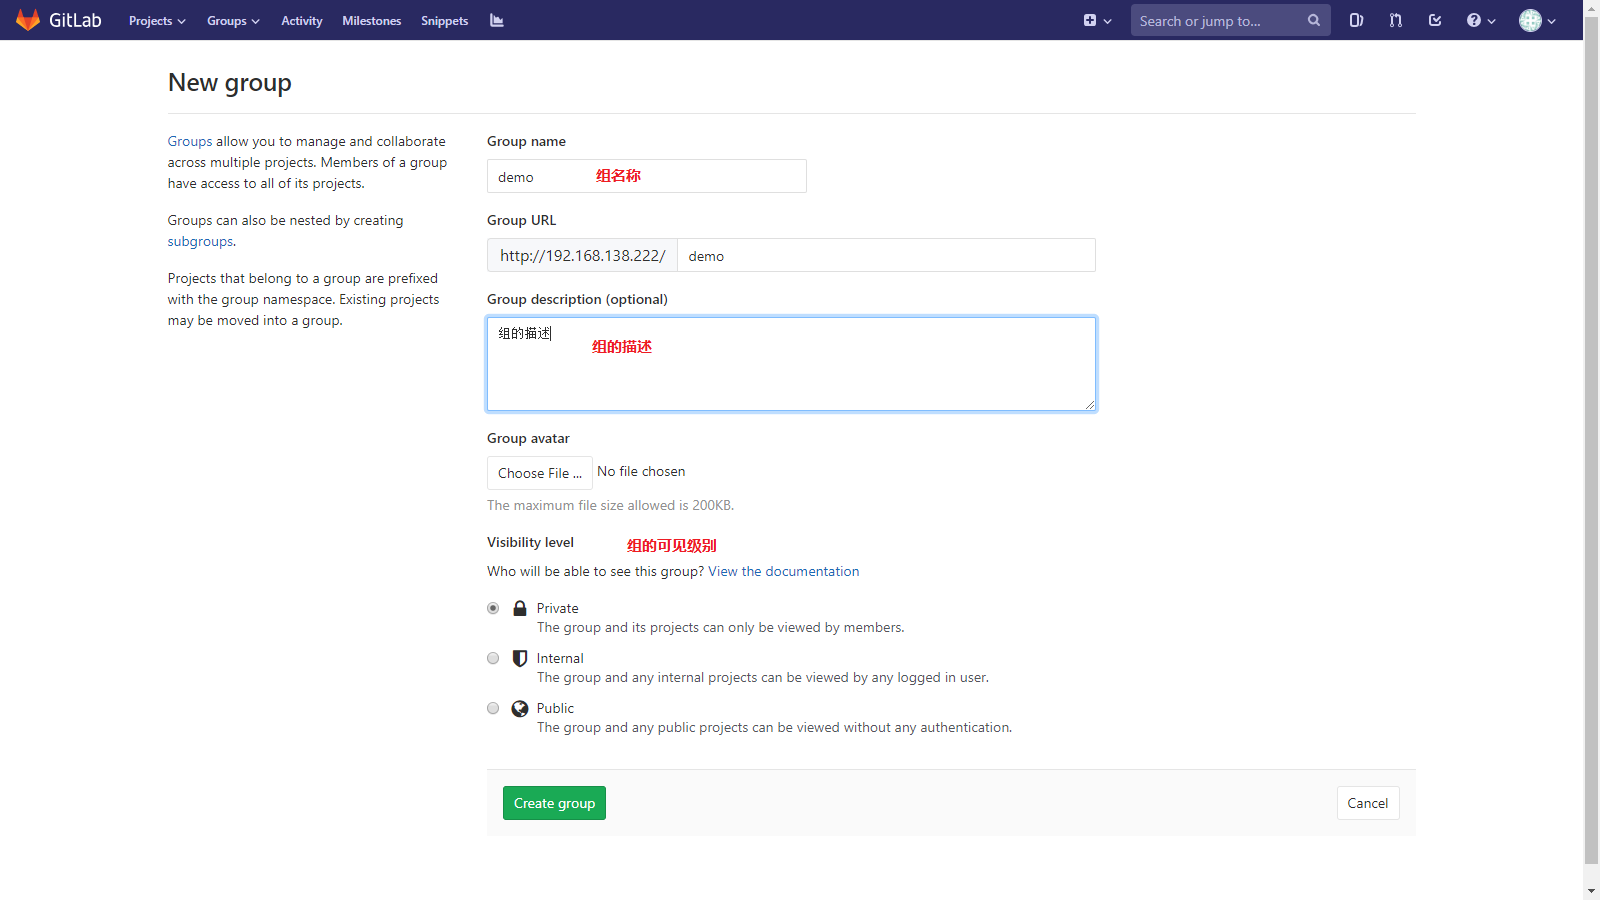 GitLab Projects Groups Activity Milestones Snippets Search or jump to...
New group
Groups allow you to manage and collaborate
across multiple projects. Members of a group
have access to all of its projects.
Groups can also be nested by creating
subgroups.
Projects that belong to a group are prefixed
with the group namespace. Existing projects
may be moved into a group.
Group name
demo 组名称
Group URL
http://192.168.138.222/ demo
Group description (optional)
组的描述
组的描述
Group avatar
Choose File ... No file chosen
The maximum file size allowed is 200KB.
Visibility level 组的可见级别
Who will be able to see this group? View the documentation
Private
The group and its projects can only be viewed by members.
Internal
The group and any internal projects can be viewed by any logged in user.
Public
The group and any public projects can be viewed without any authentication.
Create group Cancel